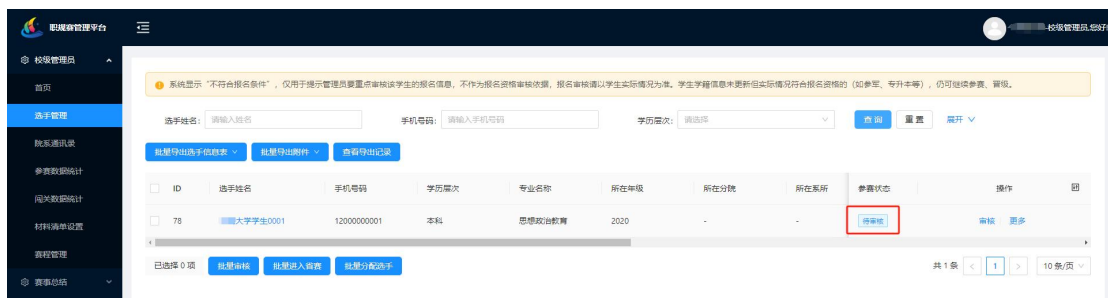 职规赛管理平台
校级管理员,您好
校级管理员
首页
选手管理
院系通讯录
参赛数据统计
闯关数据统计
材料清单设置
赛程管理
赛事总结
系统显示“不符合报名条件”，仅用于提示管理员要重点审核该学生的报名信息，不作为报名资格审核依据，报名审核请以学生实际情况为准。学生学籍信息未更新但实际情况符合报名资格的（如参军、专升本等），仍可继续参赛、晋级。
选手姓名: 请输入姓名 手机号码: 请输入手机号码 学历层次: 请选择 查询 重置 展开
批量导出选手信息表 批量导出附件 查看导出记录
ID 选手姓名 手机号码 学历层次 专业名称 所在年级 所在分院 所在系所 参赛状态 操作
78 大学学生0001 12000000001 本科 思想政治教育 2020 - - 待审核 审核 更多
已选择 0 项 批量审核 批量进入省赛 批量分配选手 共 1 条 < 1 > 10 条/页